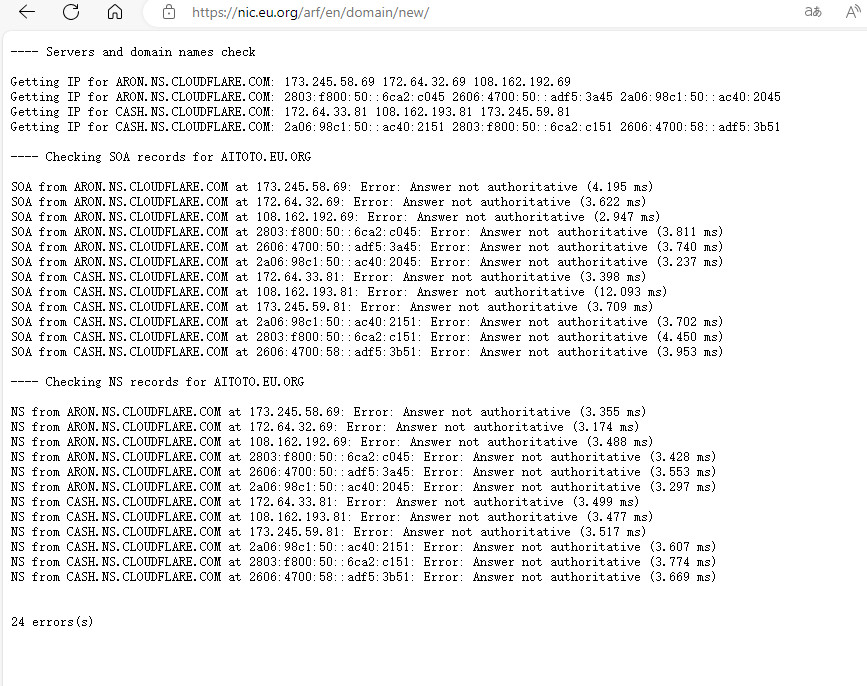 https://nic.eu.org/arf/en/domain/new/
---- Servers and domain names check
Getting IP for ARON.NS.CLOUDFLARE.COM: 173.245.58.69 172.64.32.69 108.162.192.69
Getting IP for ARON.NS.CLOUDFLARE.COM: 2803:f800:50::6ca2:c045 2606:4700:50::adf5:3a45 2a06:98c1:50::ac40:2045
Getting IP for CASH.NS.CLOUDFLARE.COM: 172.64.33.81 108.162.193.81 173.245.59.81
Getting IP for CASH.NS.CLOUDFLARE.COM: 2a06:98c1:50::ac40:2151 2803:f800:50::6ca2:c151 2606:4700:58::adf5:3b51
---- Checking SOA records for AITOTO.EU.ORG
SOA from ARON.NS.CLOUDFLARE.COM at 173.245.58.69: Error: Answer not authoritative (4.195 ms)
SOA from ARON.NS.CLOUDFLARE.COM at 172.64.32.69: Error: Answer not authoritative (3.622 ms)
SOA from ARON.NS.CLOUDFLARE.COM at 108.162.192.69: Error: Answer not authoritative (2.947 ms)
SOA from ARON.NS.CLOUDFLARE.COM at 2803:f800:50::6ca2:c045: Error: Answer not authoritative (3.811 ms)
SOA from ARON.NS.CLOUDFLARE.COM at 2606:4700:50::adf5:3a45: Error: Answer not authoritative (3.740 ms)
SOA from ARON.NS.CLOUDFLARE.COM at 2a06:98c1:50::ac40:2045: Error: Answer not authoritative (3.237 ms)
SOA from CASH.NS.CLOUDFLARE.COM at 172.64.33.81: Error: Answer not authoritative (3.398 ms)
SOA from CASH.NS.CLOUDFLARE.COM at 108.162.193.81: Error: Answer not authoritative (12.093 ms)
SOA from CASH.NS.CLOUDFLARE.COM at 173.245.59.81: Error: Answer not authoritative (3.709 ms)
SOA from CASH.NS.CLOUDFLARE.COM at 2a06:98c1:50::ac40:2151: Error: Answer not authoritative (3.702 ms)
SOA from CASH.NS.CLOUDFLARE.COM at 2803:f800:50::6ca2:c151: Error: Answer not authoritative (4.450 ms)
SOA from CASH.NS.CLOUDFLARE.COM at 2606:4700:58::adf5:3b51: Error: Answer not authoritative (3.953 ms)
---- Checking NS records for AITOTO.EU.ORG
NS from ARON.NS.CLOUDFLARE.COM at 173.245.58.69: Error: Answer not authoritative (3.355 ms)
NS from ARON.NS.CLOUDFLARE.COM at 172.64.32.69: Error: Answer not authoritative (3.174 ms)
NS from ARON.NS.CLOUDFLARE.COM at 108.162.192.69: Error: Answer not authoritative (3.488 ms)
NS from ARON.NS.CLOUDFLARE.COM at 2803:f800:50::6ca2:c045: Error: Answer not authoritative (3.428 ms)
NS from ARON.NS.CLOUDFLARE.COM at 2606:4700:50::adf5:3a45: Error: Answer not authoritative (3.553 ms)
NS from ARON.NS.CLOUDFLARE.COM at 2a06:98c1:50::ac40:2045: Error: Answer not authoritative (3.297 ms)
NS from CASH.NS.CLOUDFLARE.COM at 172.64.33.81: Error: Answer not authoritative (3.499 ms)
NS from CASH.NS.CLOUDFLARE.COM at 108.162.193.81: Error: Answer not authoritative (3.477 ms)
NS from CASH.NS.CLOUDFLARE.COM at 173.245.59.81: Error: Answer not authoritative (3.517 ms)
NS from CASH.NS.CLOUDFLARE.COM at 2a06:98c1:50::ac40:2151: Error: Answer not authoritative (3.607 ms)
NS from CASH.NS.CLOUDFLARE.COM at 2803:f800:50::6ca2:c151: Error: Answer not authoritative (3.774 ms)
NS from CASH.NS.CLOUDFLARE.COM at 2606:4700:58::adf5:3b51: Error: Answer not authoritative (3.669 ms)
24 errors(s)